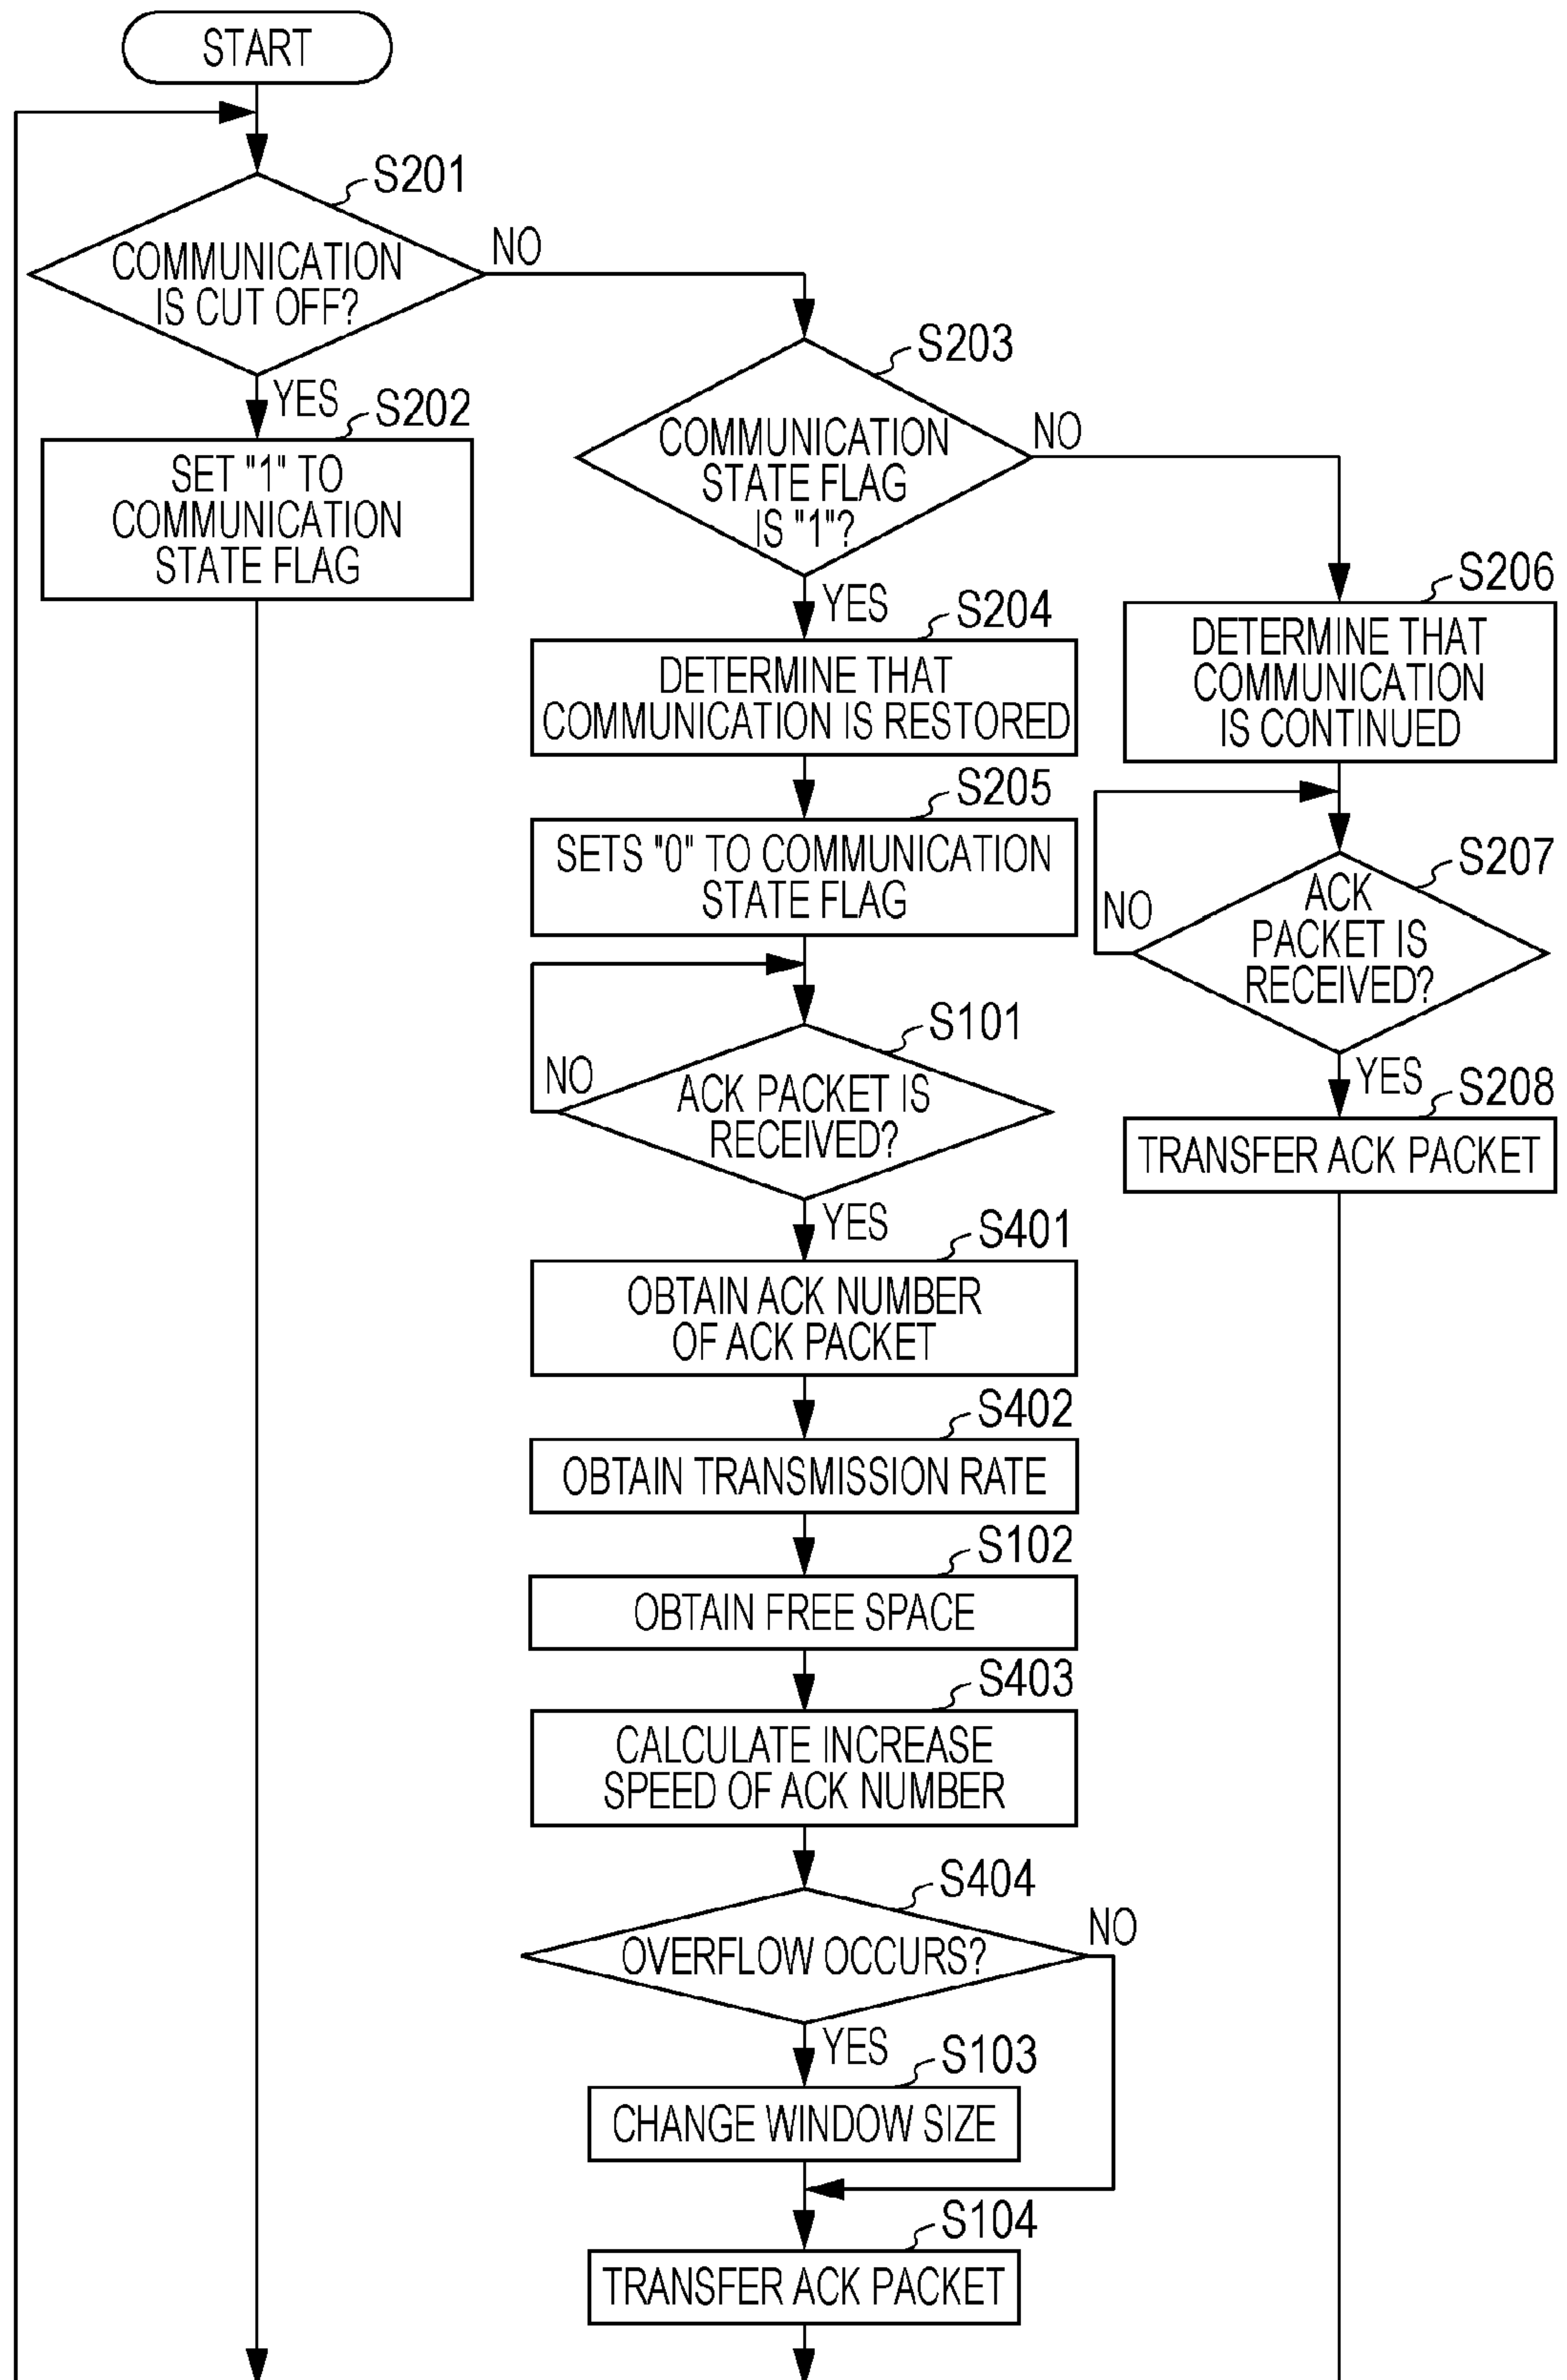 START
S201
COMMUNICATION
IS CUT OFF?
NO
YES
S202
SET "1" TO
COMMUNICATION
STATE FLAG
S203
COMMUNICATION
STATE FLAG
IS "1"?
NO
YES
S204
DETERMINE THAT
COMMUNICATION IS RESTORED
S205
SETS "0" TO COMMUNICATION
STATE FLAG
S101
NO
ACK PACKET IS
RECEIVED?
YES
S401
OBTAIN ACK NUMBER
OF ACK PACKET
S402
OBTAIN TRANSMISSION RATE
S102
OBTAIN FREE SPACE
S403
CALCULATE INCREASE
SPEED OF ACK NUMBER
S404
OVERFLOW OCCURS?
NO
YES
S103
CHANGE WINDOW SIZE
S104
TRANSFER ACK PACKET
S206
DETERMINE THAT
COMMUNICATION
IS CONTINUED
S207
NO
ACK
PACKET IS
RECEIVED?
YES
S208
TRANSFER ACK PACKET